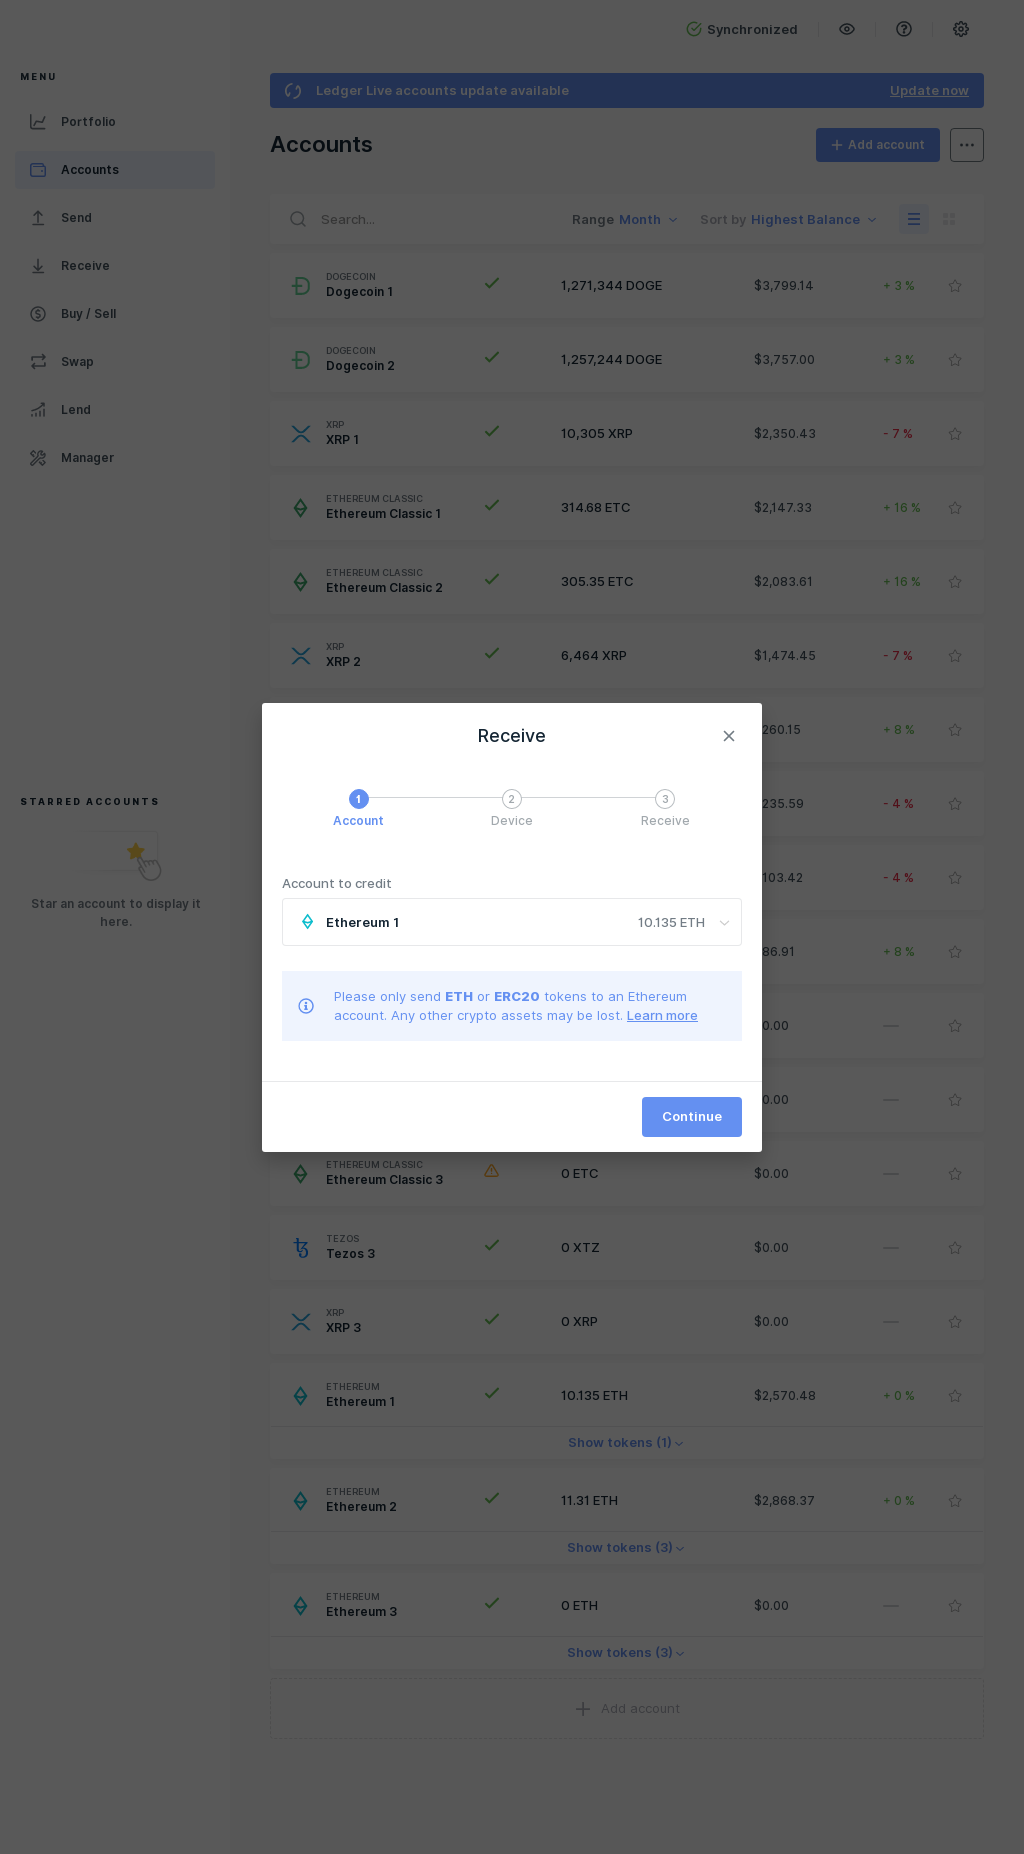 Synchronized
MENU
Ledger Live accounts update available
Update now
Portfolio
Accounts
Send
Receive
Buy / Sell
Swap
Lend
Manager
Accounts
+ Add account
Search...
Range Month
Sort by Highest Balance
DOGECOIN
Dogecoin 1
1,271,344 DOGE
$3,799.14
+ 3 %
DOGECOIN
Dogecoin 2
1,257,244 DOGE
$3,757.00
+ 3 %
XRP
XRP 1
10,305 XRP
$2,350.43
- 7 %
ETHEREUM CLASSIC
Ethereum Classic 1
314.68 ETC
$2,147.33
+ 16 %
ETHEREUM CLASSIC
Ethereum Classic 2
305.35 ETC
$2,083.61
+ 16 %
XRP
XRP 2
6,464 XRP
$1,474.45
- 7 %
260.15
+ 8 %
235.59
- 4 %
103.42
- 4 %
86.91
+ 8 %
0.00
—
0.00
—
Receive
1
2
3
Account
Device
Receive
Account to credit
Ethereum 1
10.135 ETH
Please only send ETH or ERC20 tokens to an Ethereum
account. Any other crypto assets may be lost. Learn more
Continue
STARRED ACCOUNTS
Star an account to display it
here.
ETHEREUM CLASSIC
Ethereum Classic 3
0 ETC
$0.00
—
TEZOS
Tezos 3
0 XTZ
$0.00
—
XRP
XRP 3
0 XRP
$0.00
—
ETHEREUM
Ethereum 1
10.135 ETH
$2,570.48
+ 0 %
Show tokens (1)
ETHEREUM
Ethereum 2
11.31 ETH
$2,868.37
+ 0 %
Show tokens (3)
ETHEREUM
Ethereum 3
0 ETH
$0.00
—
Show tokens (3)
+ Add account